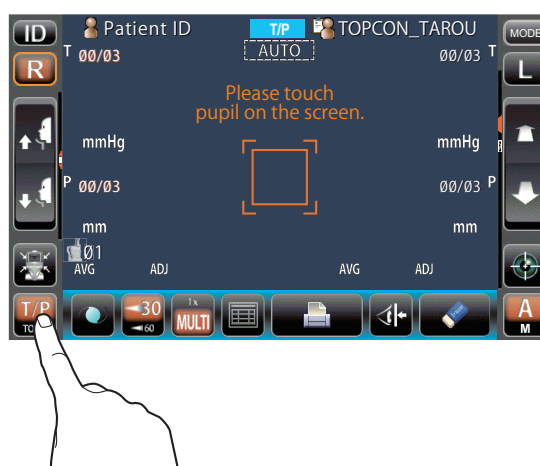 ID Patient ID T/P TOPCON_TAROU MODE
R T 00/03 AUTO 00/03 T L
Please touch
pupil on the screen.
mmHg mmHg
P 00/03 00/03 P
mm mm
01
AVG ADJ AVG ADJ
T/P 30 1x A
60 MULTI M